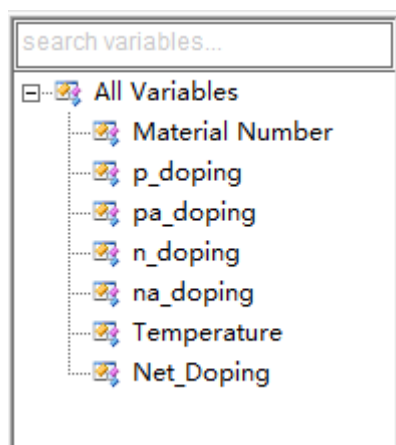 search variables...
All Variables
Material Number
p_doping
pa_doping
n_doping
na_doping
Temperature
Net_Doping